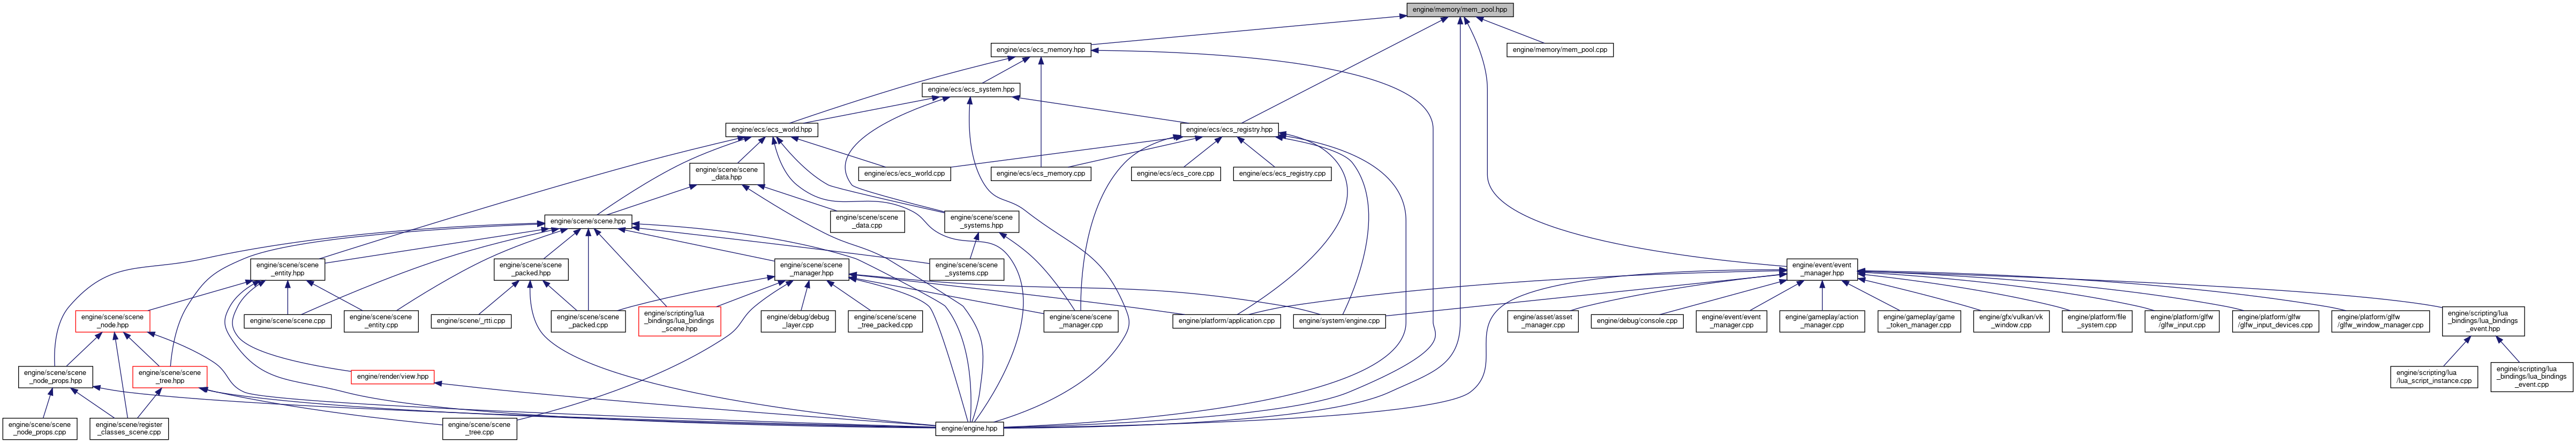 engine/memory/mem_pool.hpp
engine/ecs/ecs_memory.hpp
engine/memory/mem_pool.cpp
engine/ecs/ecs_system.hpp
engine/ecs/ecs_world.hpp
engine/ecs/ecs_registry.hpp
engine/scene/scene
_data.hpp
engine/ecs/ecs_world.cpp
engine/ecs/ecs_memory.cpp
engine/ecs/ecs_core.cpp
engine/ecs/ecs_registry.cpp
engine/scene/scene.hpp
engine/scene/scene
_data.cpp
engine/scene/scene
_systems.hpp
engine/scene/scene
_entity.hpp
engine/scene/scene
_packed.hpp
engine/scene/scene
_manager.hpp
engine/scene/scene
_systems.cpp
engine/event/event
_manager.hpp
engine/scene/scene
_node.hpp
engine/scene/scene.cpp
engine/scene/scene
_entity.cpp
engine/scene/_rtti.cpp
engine/scene/scene
_packed.cpp
engine/scripting/lua
_bindings/lua_bindings
_scene.hpp
engine/debug/debug
_layer.cpp
engine/scene/scene
_tree_packed.cpp
engine/scene/scene
_manager.cpp
engine/platform/application.cpp
engine/system/engine.cpp
engine/asset/asset
_manager.cpp
engine/debug/console.cpp
engine/event/event
_manager.cpp
engine/gameplay/action
_manager.cpp
engine/gameplay/game
_token_manager.cpp
engine/gfx/vulkan/vk
_window.cpp
engine/platform/file
_system.cpp
engine/platform/glfw
/glfw_input.cpp
engine/platform/glfw
/glfw_input_devices.cpp
engine/platform/glfw
/glfw_window_manager.cpp
engine/scripting/lua
_bindings/lua_bindings
_event.hpp
engine/scene/scene
_node_props.hpp
engine/scene/scene
_tree.hpp
engine/render/view.hpp
engine/scripting/lua
/lua_script_instance.cpp
engine/scripting/lua
_bindings/lua_bindings
_event.cpp
engine/scene/scene
_node_props.cpp
engine/scene/register
_classes_scene.cpp
engine/scene/scene
_tree.cpp
engine/engine.hpp